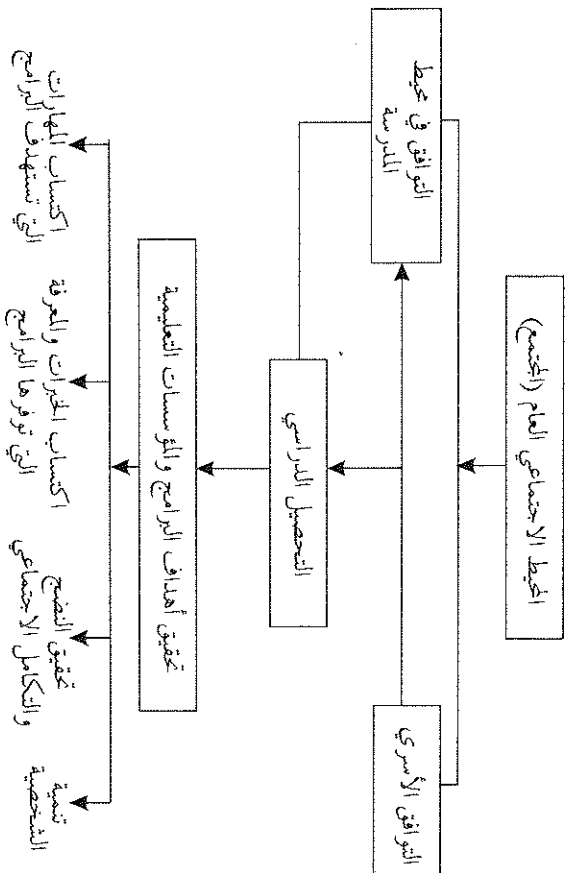 المحيط الاجتماعي العام (المجتمع)
التوافق الأسري
التوافق في محيط
المدرسة
التحصيل الدراسي
تحقيق أهداف البرامج والمؤسسات التعليمية
تنمية
الشخصية
تحقيق النضج
والتكامل الاجتماعي
اكتساب الخبرات والمعرفة
التي توفرها البرامج
اكتساب المهارات
التي تستهدف البرامج